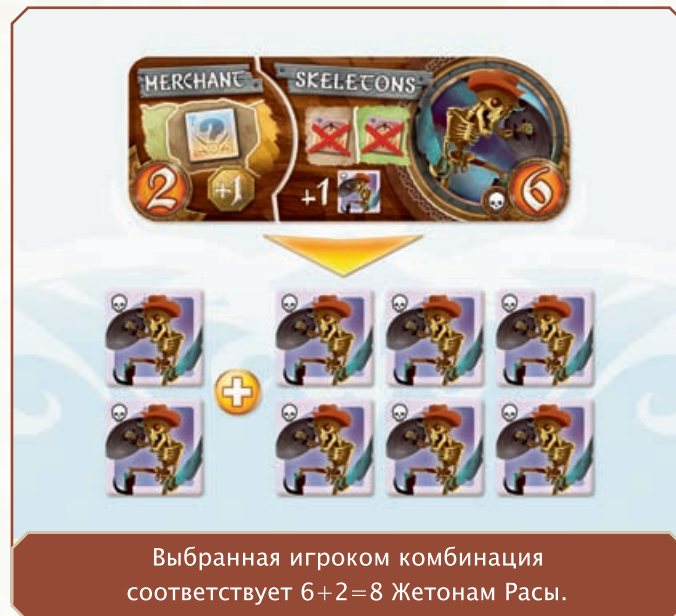 MERCHANT SKELETONS
2 +1 +1 6
Выбранная игроком комбинация
соответствует 6+2=8 Жетонам Расы.